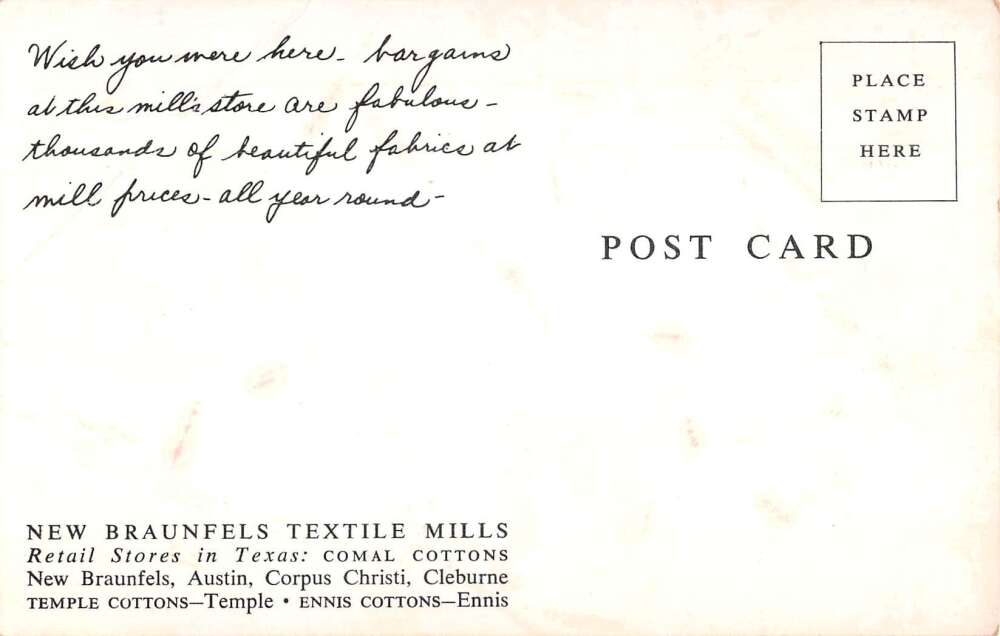 Wish you were here - bargains
at this mill's store are fabulous -
thousands of beautiful fabrics at
mill prices - all year round -
PLACE
STAMP
HERE
POST CARD
NEW BRAUNFELS TEXTILE MILLS
Retail Stores in Texas: COMAL COTTONS
New Braunfels, Austin, Corpus Christi, Cleburne
TEMPLE COTTONS—Temple • ENNIS COTTONS—Ennis